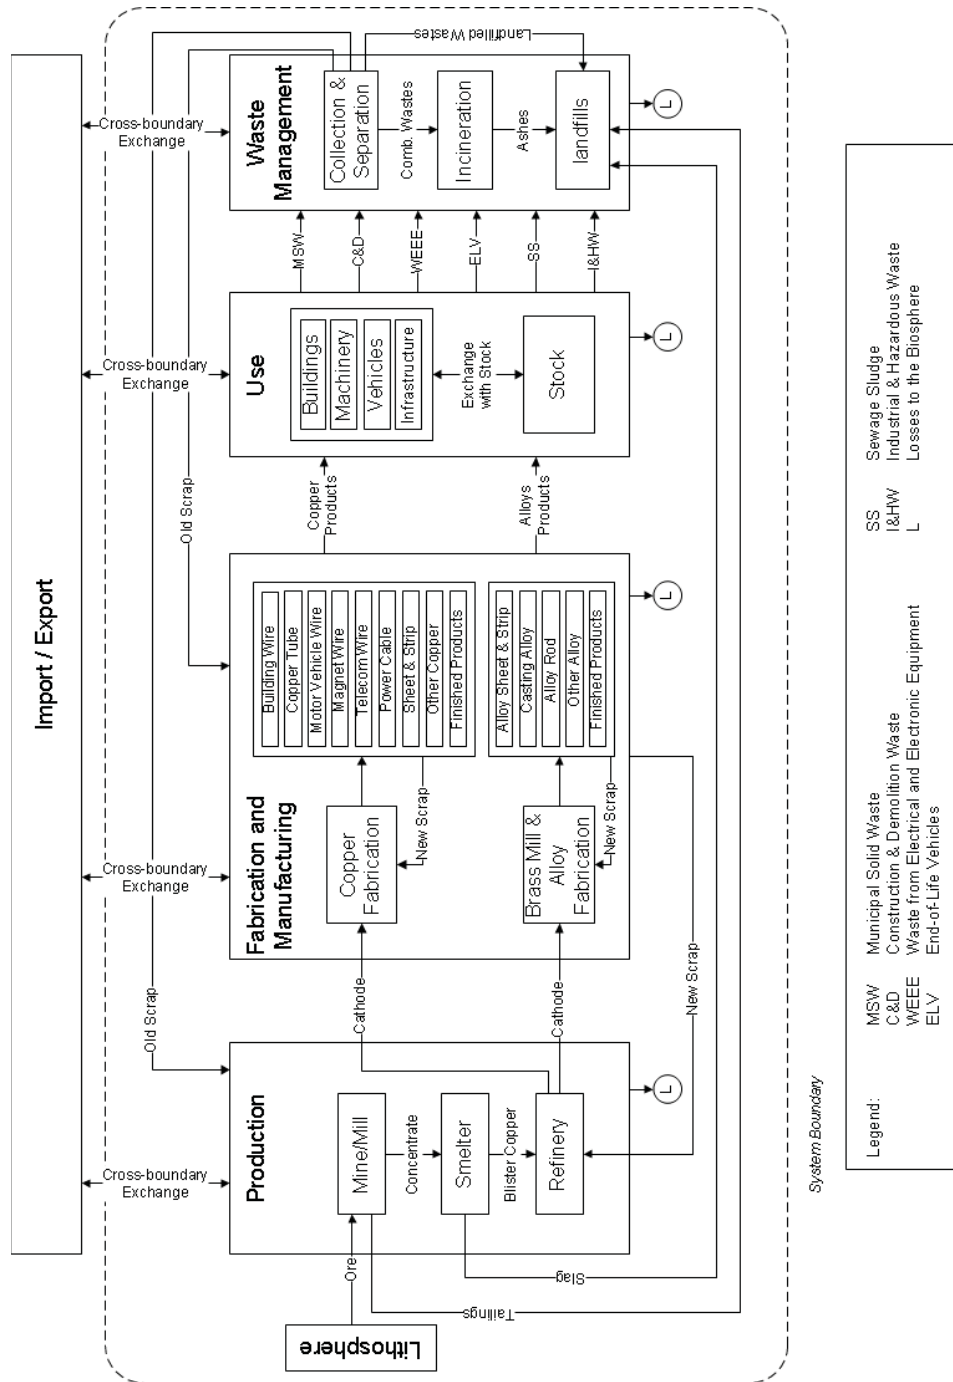 Import / Export
Cross-boundary
Exchange
Cross-boundary
Exchange
Cross-boundary
Exchange
Cross-boundary
Exchange
Old Scrap
Old Scrap
Lithosphere
Ore
Tailings
Slag
Production
Mine/Mill
Concentrate
Smelter
Blister Copper
Refinery
L
Cathode
Cathode
New Scrap
Fabrication and
Manufacturing
Copper
Fabrication
New Scrap
Building Wire
Copper Tube
Motor Vehicle Wire
Magnet Wire
Telecom Wire
Power Cable
Sheet & Strip
Other Copper
Finished Products
Brass Mill &
Alloy
Fabrication
New Scrap
Alloy Sheet & Strip
Casting Alloy
Alloy Rod
Other Alloy
Finished Products
L
Copper
Products
Alloys
Products
Use
Buildings
Machinery
Vehicles
Infrastructure
Exchange
with Stock
Stock
L
MSW
C&D
WEEE
ELV
SS
I&HW
Waste
Management
Collection &
Separation
Comb. Wastes
Incineration
Ashes
landfills
Landfilled Wastes
L
System Boundary
Legend:
MSW Municipal Solid Waste
C&D Construction & Demolition Waste
WEEE Waste from Electrical and Electronic Equipment
ELV End-of-Life Vehicles
SS Sewage Sludge
I&HW Industrial & Hazardous Waste
L Losses to the Biosphere